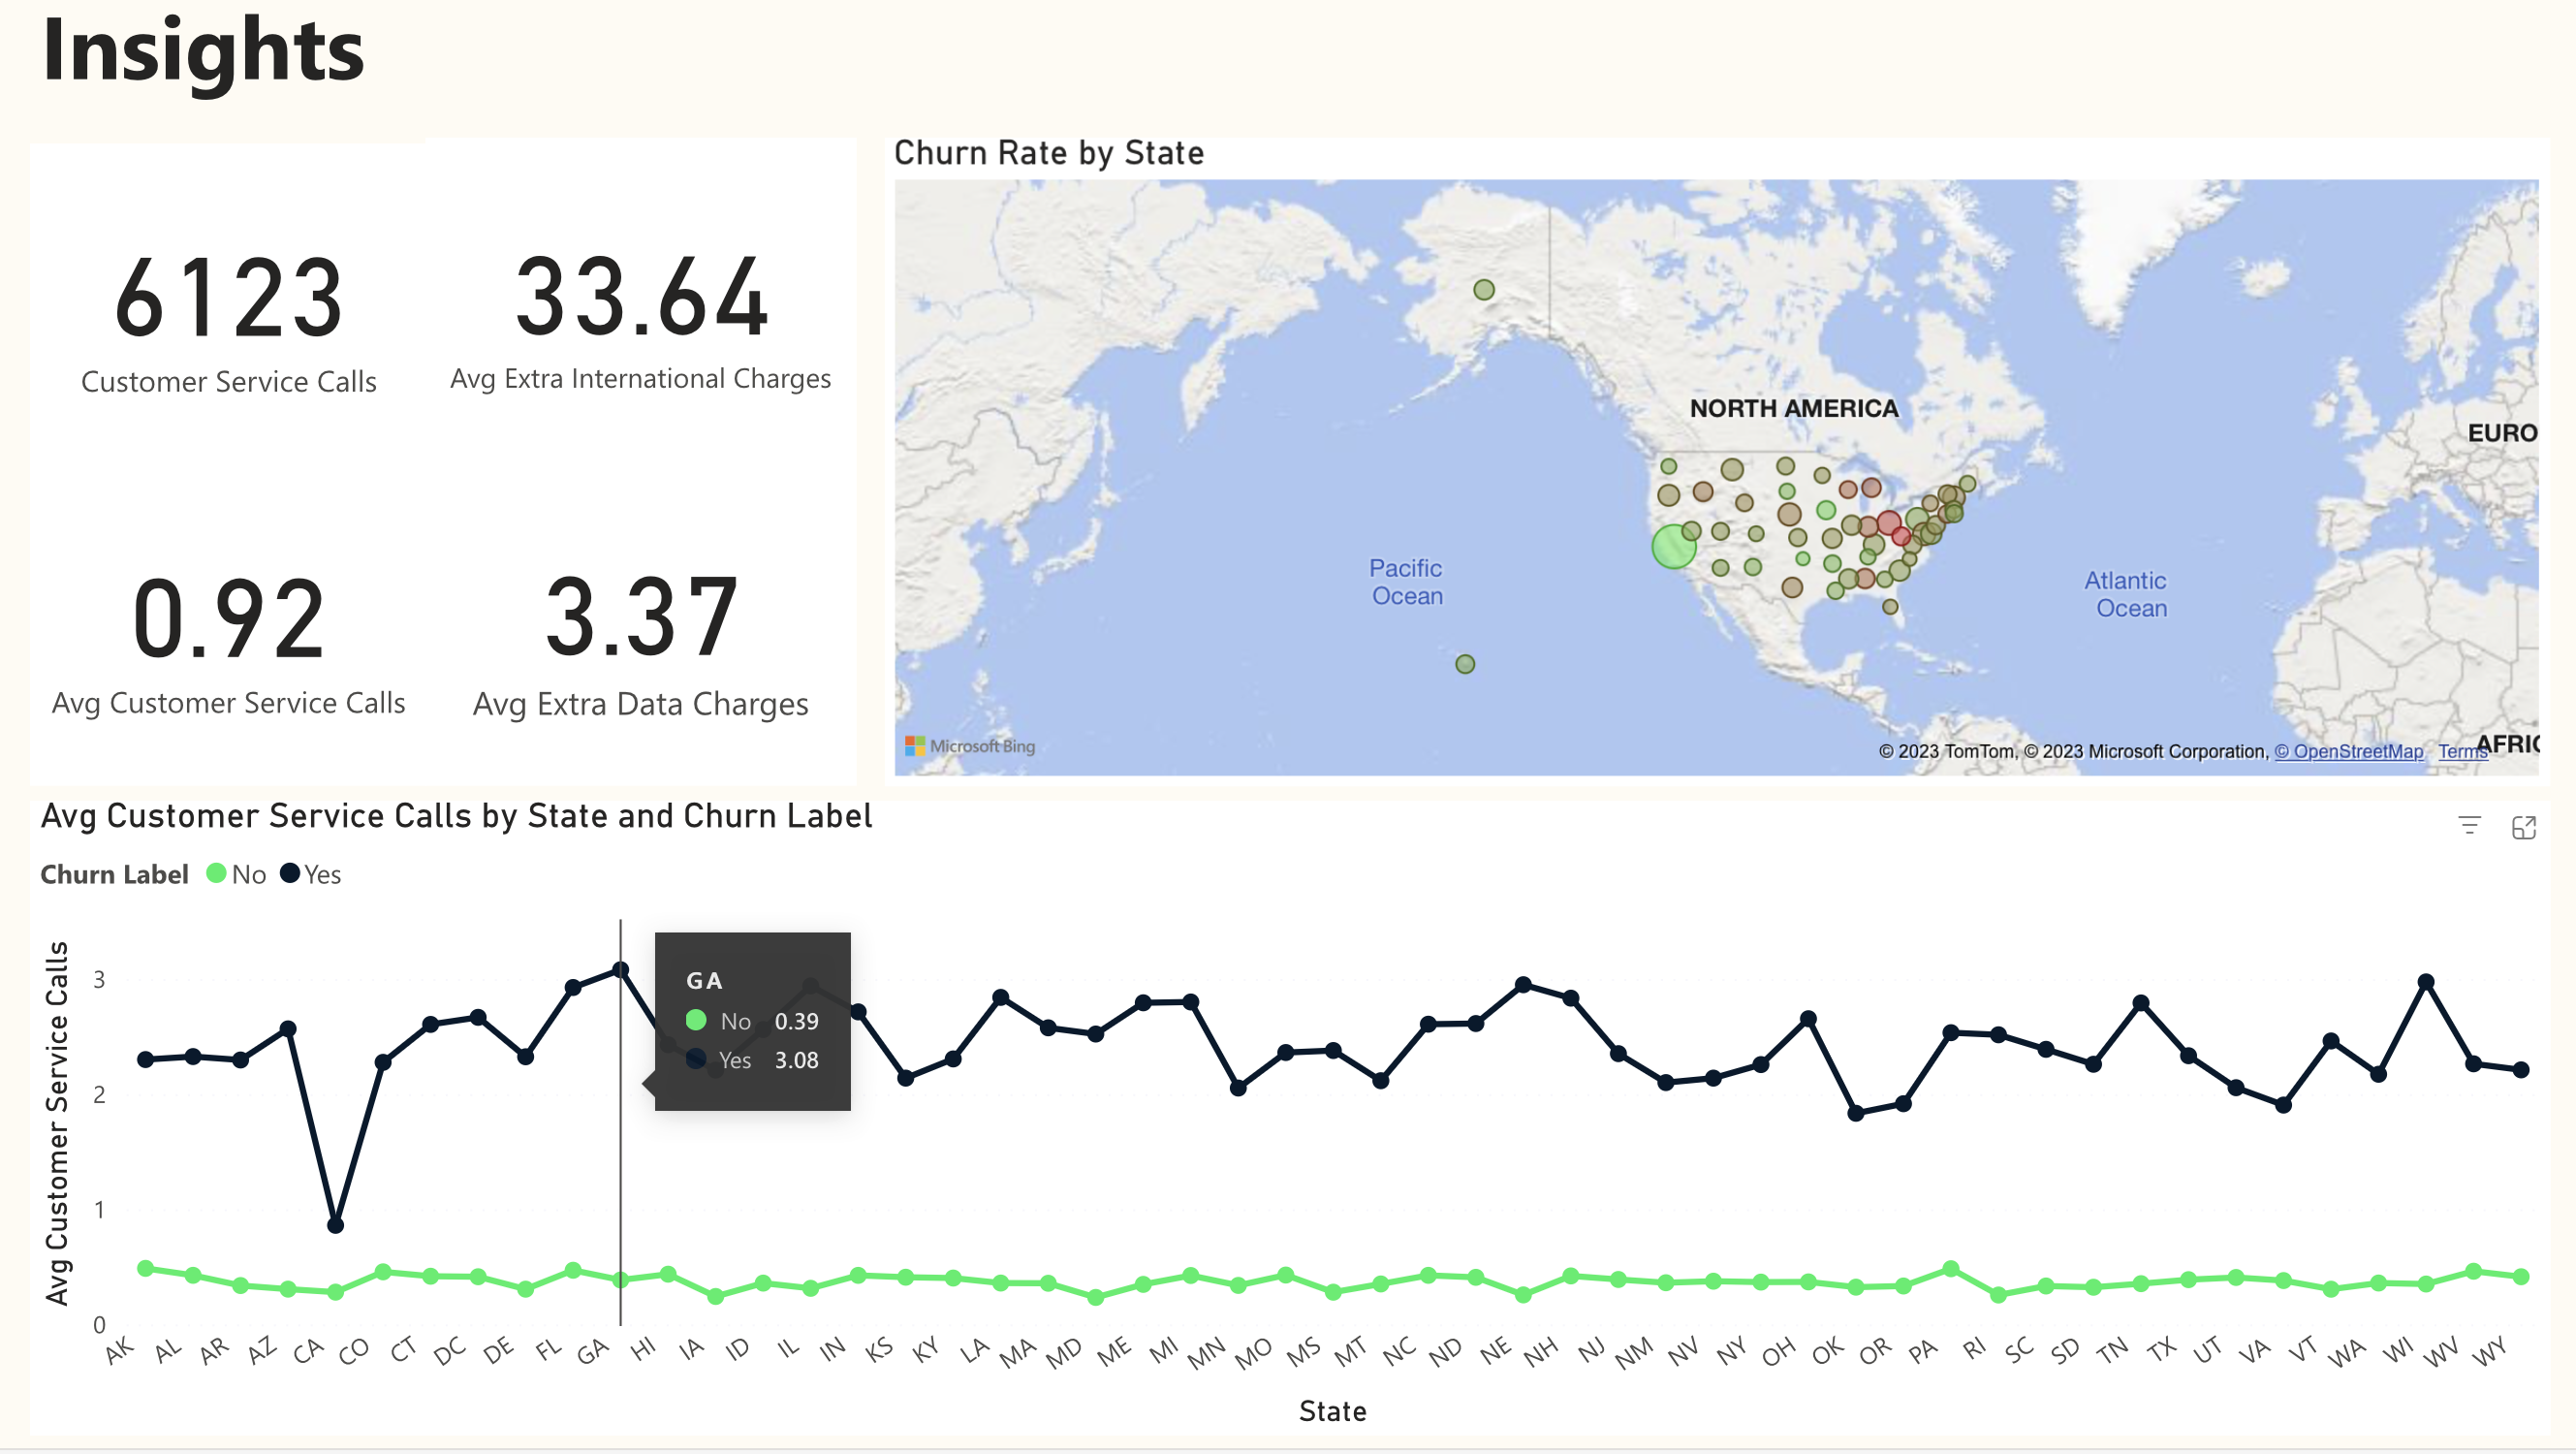 Insights
6123
Customer Service Calls
33.64
Avg Extra International Charges
0.92
Avg Customer Service Calls
3.37
Avg Extra Data Charges
Churn Rate by State
NORTH AMERICA
EURO
Pacific
Ocean
Atlantic
Ocean
AFRIC
Microsoft Bing
© 2023 TomTom, © 2023 Microsoft Corporation, © OpenStreetMap Terms
Avg Customer Service Calls by State and Churn Label
Churn Label No Yes
Avg Customer Service Calls
3
2
1
0
GA
No 0.39
Yes 3.08
AK AL AR AZ CA CO CT DC DE FL GA HI IA ID IL IN KS KY LA MA MD ME MI MN MO MS MT NC ND NE NH NJ NM NV NY OH OK OR PA RI SC SD TN TX UT VA VT WA WI WV WY
State